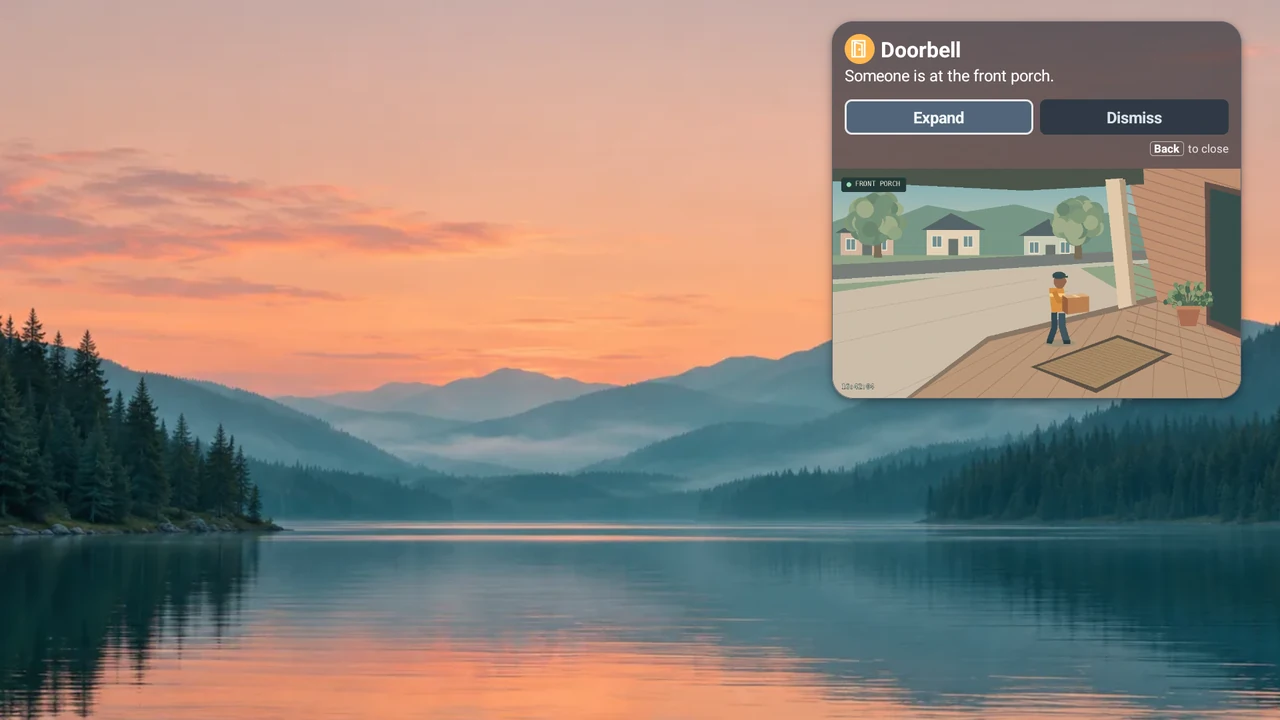 Doorbell
Someone is at the front porch.
Expand
Dismiss
Back to close
FRONT PORCH